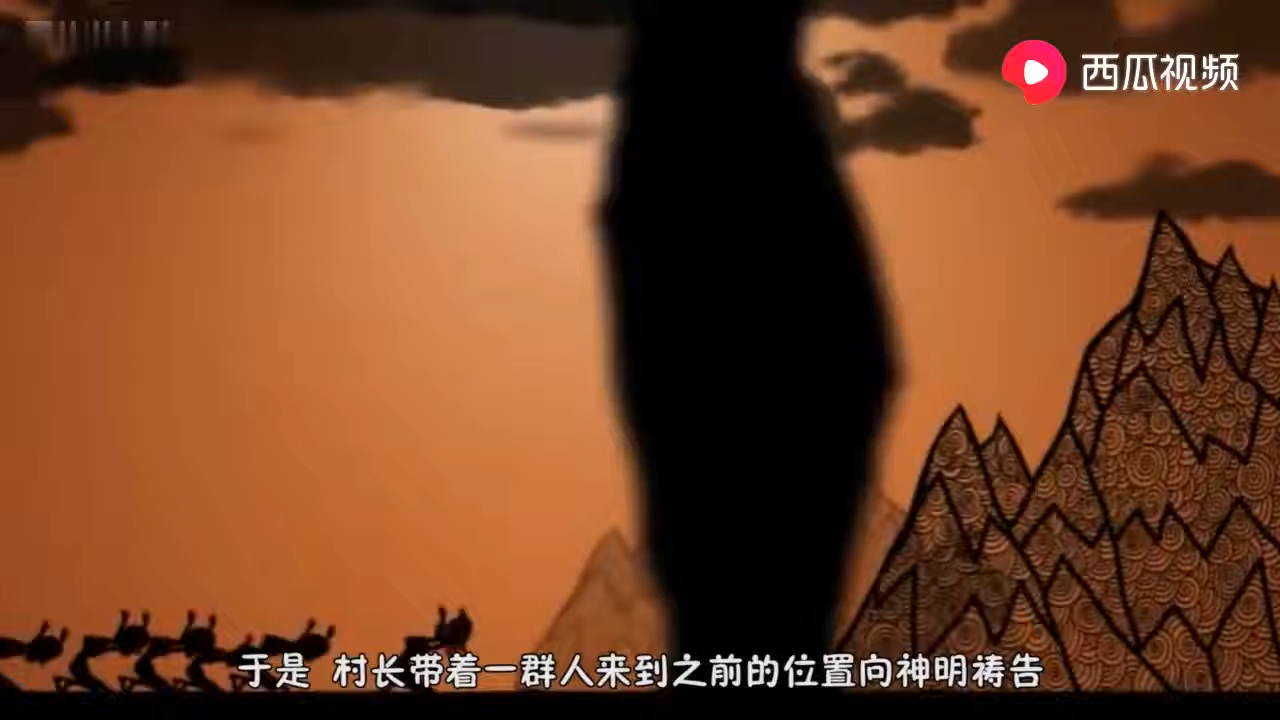 西瓜视频
于是 村长带着一群人来到之前的位置向神明祷告